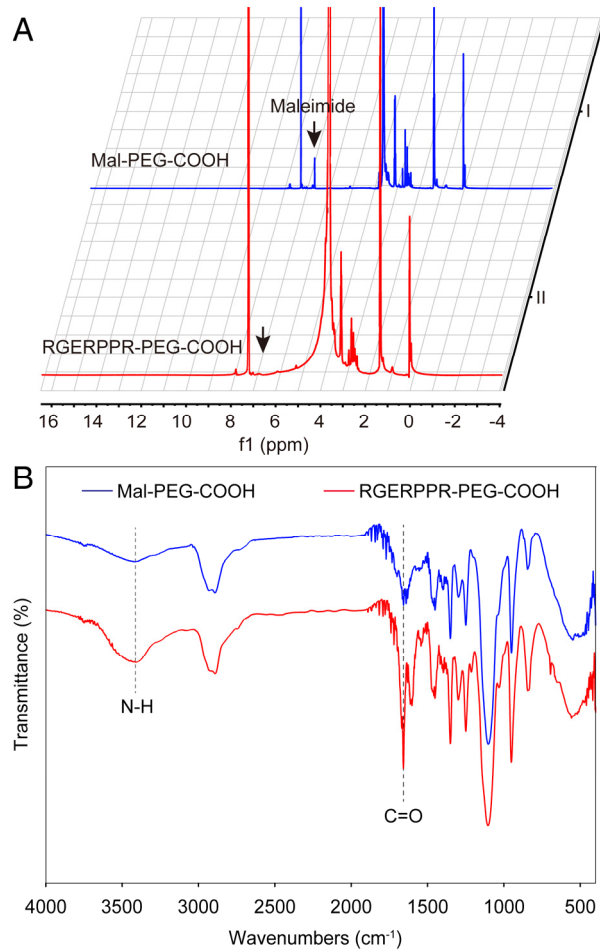 A
Maleimide
Mal-PEG-COOH
I
II
RGERPPR-PEG-COOH
16 14 12 10 8 6 4 2 0 -2 -4
f1 (ppm)
B
Mal-PEG-COOH RGERPPR-PEG-COOH
Transmittance (%)
N-H
C=O
4000 3000 2500 2000 1500 1000 500
Wavenumbers (cm⁻¹)